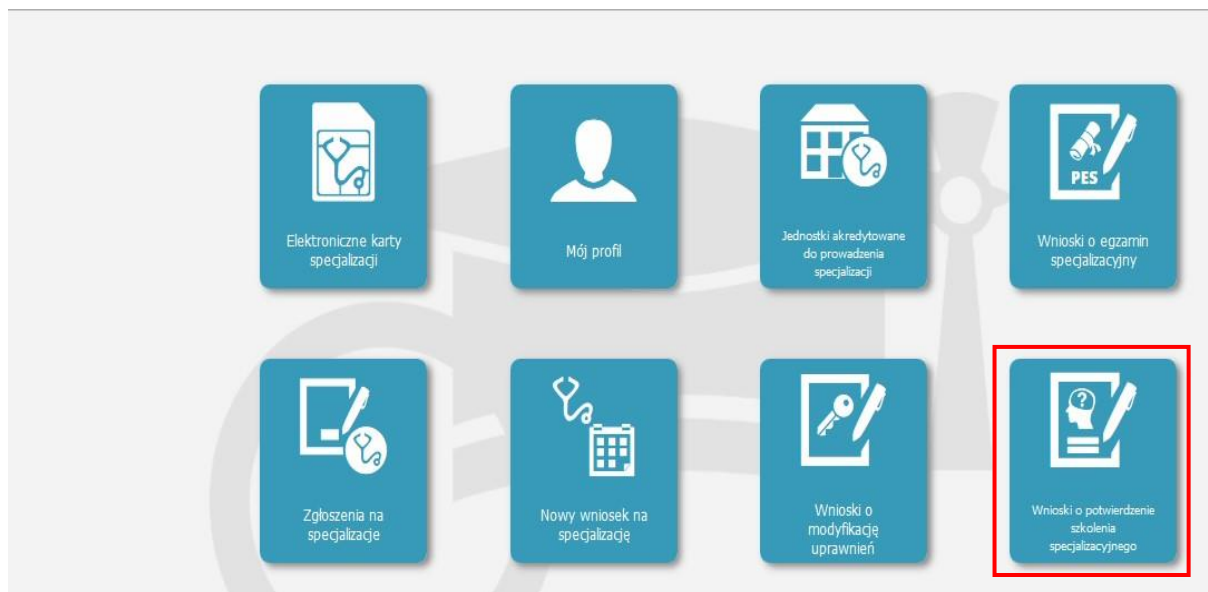 PES
Elektroniczne karty
specjalizacji
Mój profil
Jednostki akredytowane
do prowadzenia
specjalizacji
Wnioski o egzamin
specjalizacyjny
Zgłoszenia na
specjalizacje
Nowy wniosek na
specjalizację
Wnioski o
modyfikację
uprawnień
?
Wnioski o potwierdzenie
szkolenia
specjalizacyjnego